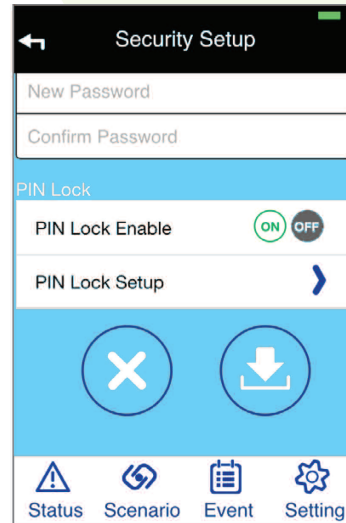 Security Setup
New Password
Confirm Password
PIN Lock
PIN Lock Enable ON OFF
PIN Lock Setup
Status Scenario Event Setting